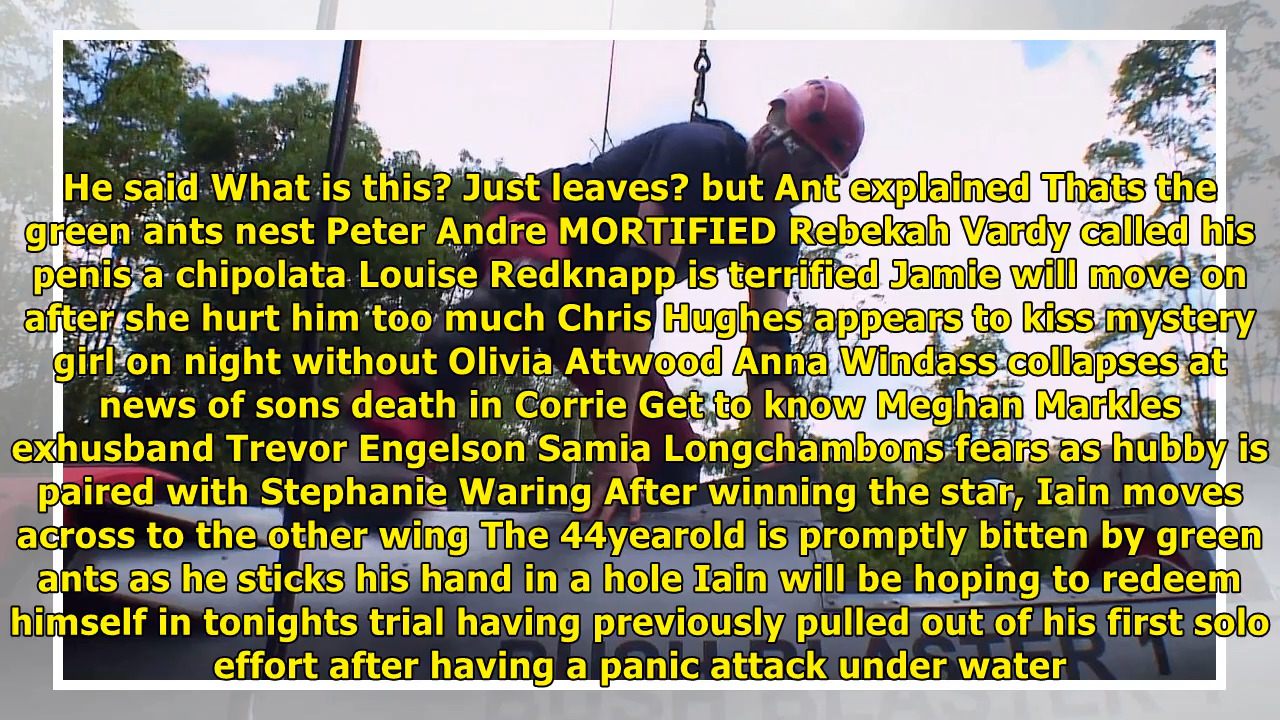 He said What is this? Just leaves? but Ant explained Thats the
green ants nest Peter Andre MORTIFIED Rebekah Vardy called his
penis a chipolata Louise Redknapp is terrified Jamie will move on
after she hurt him too much Chris Hughes appears to kiss mystery
girl on night without Olivia Attwood Anna Windass collapses at
news of sons death in Corrie Get to know Meghan Markles
exhusband Trevor Engelson Samia Longchambons fears as hubby is
paired with Stephanie Waring After winning the star, Iain moves
across to the other wing The 44yearold is promptly bitten by green
ants as he sticks his hand in a hole Iain will be hoping to redeem
himself in tonights trial having previously pulled out of his first solo
effort after having a panic attack under water
BUSH BLASTER 1